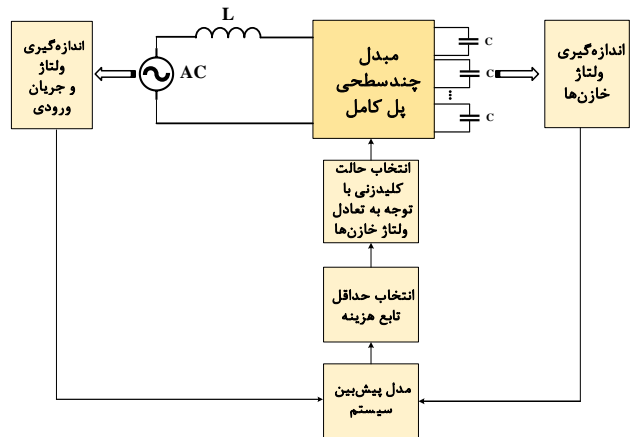 اندازه‌گیری
ولتاژ
و جریان
ورودی
AC
L
مبدل
چندسطحی
پل کامل
C
C
C
اندازه‌گیری
ولتاژ
خازن‌ها
انتخاب حالت
کلیدزنی با
توجه به تعادل
ولتاژ خازن‌ها
انتخاب حداقل
تابع هزینه
مدل پیش‌بین
سیستم